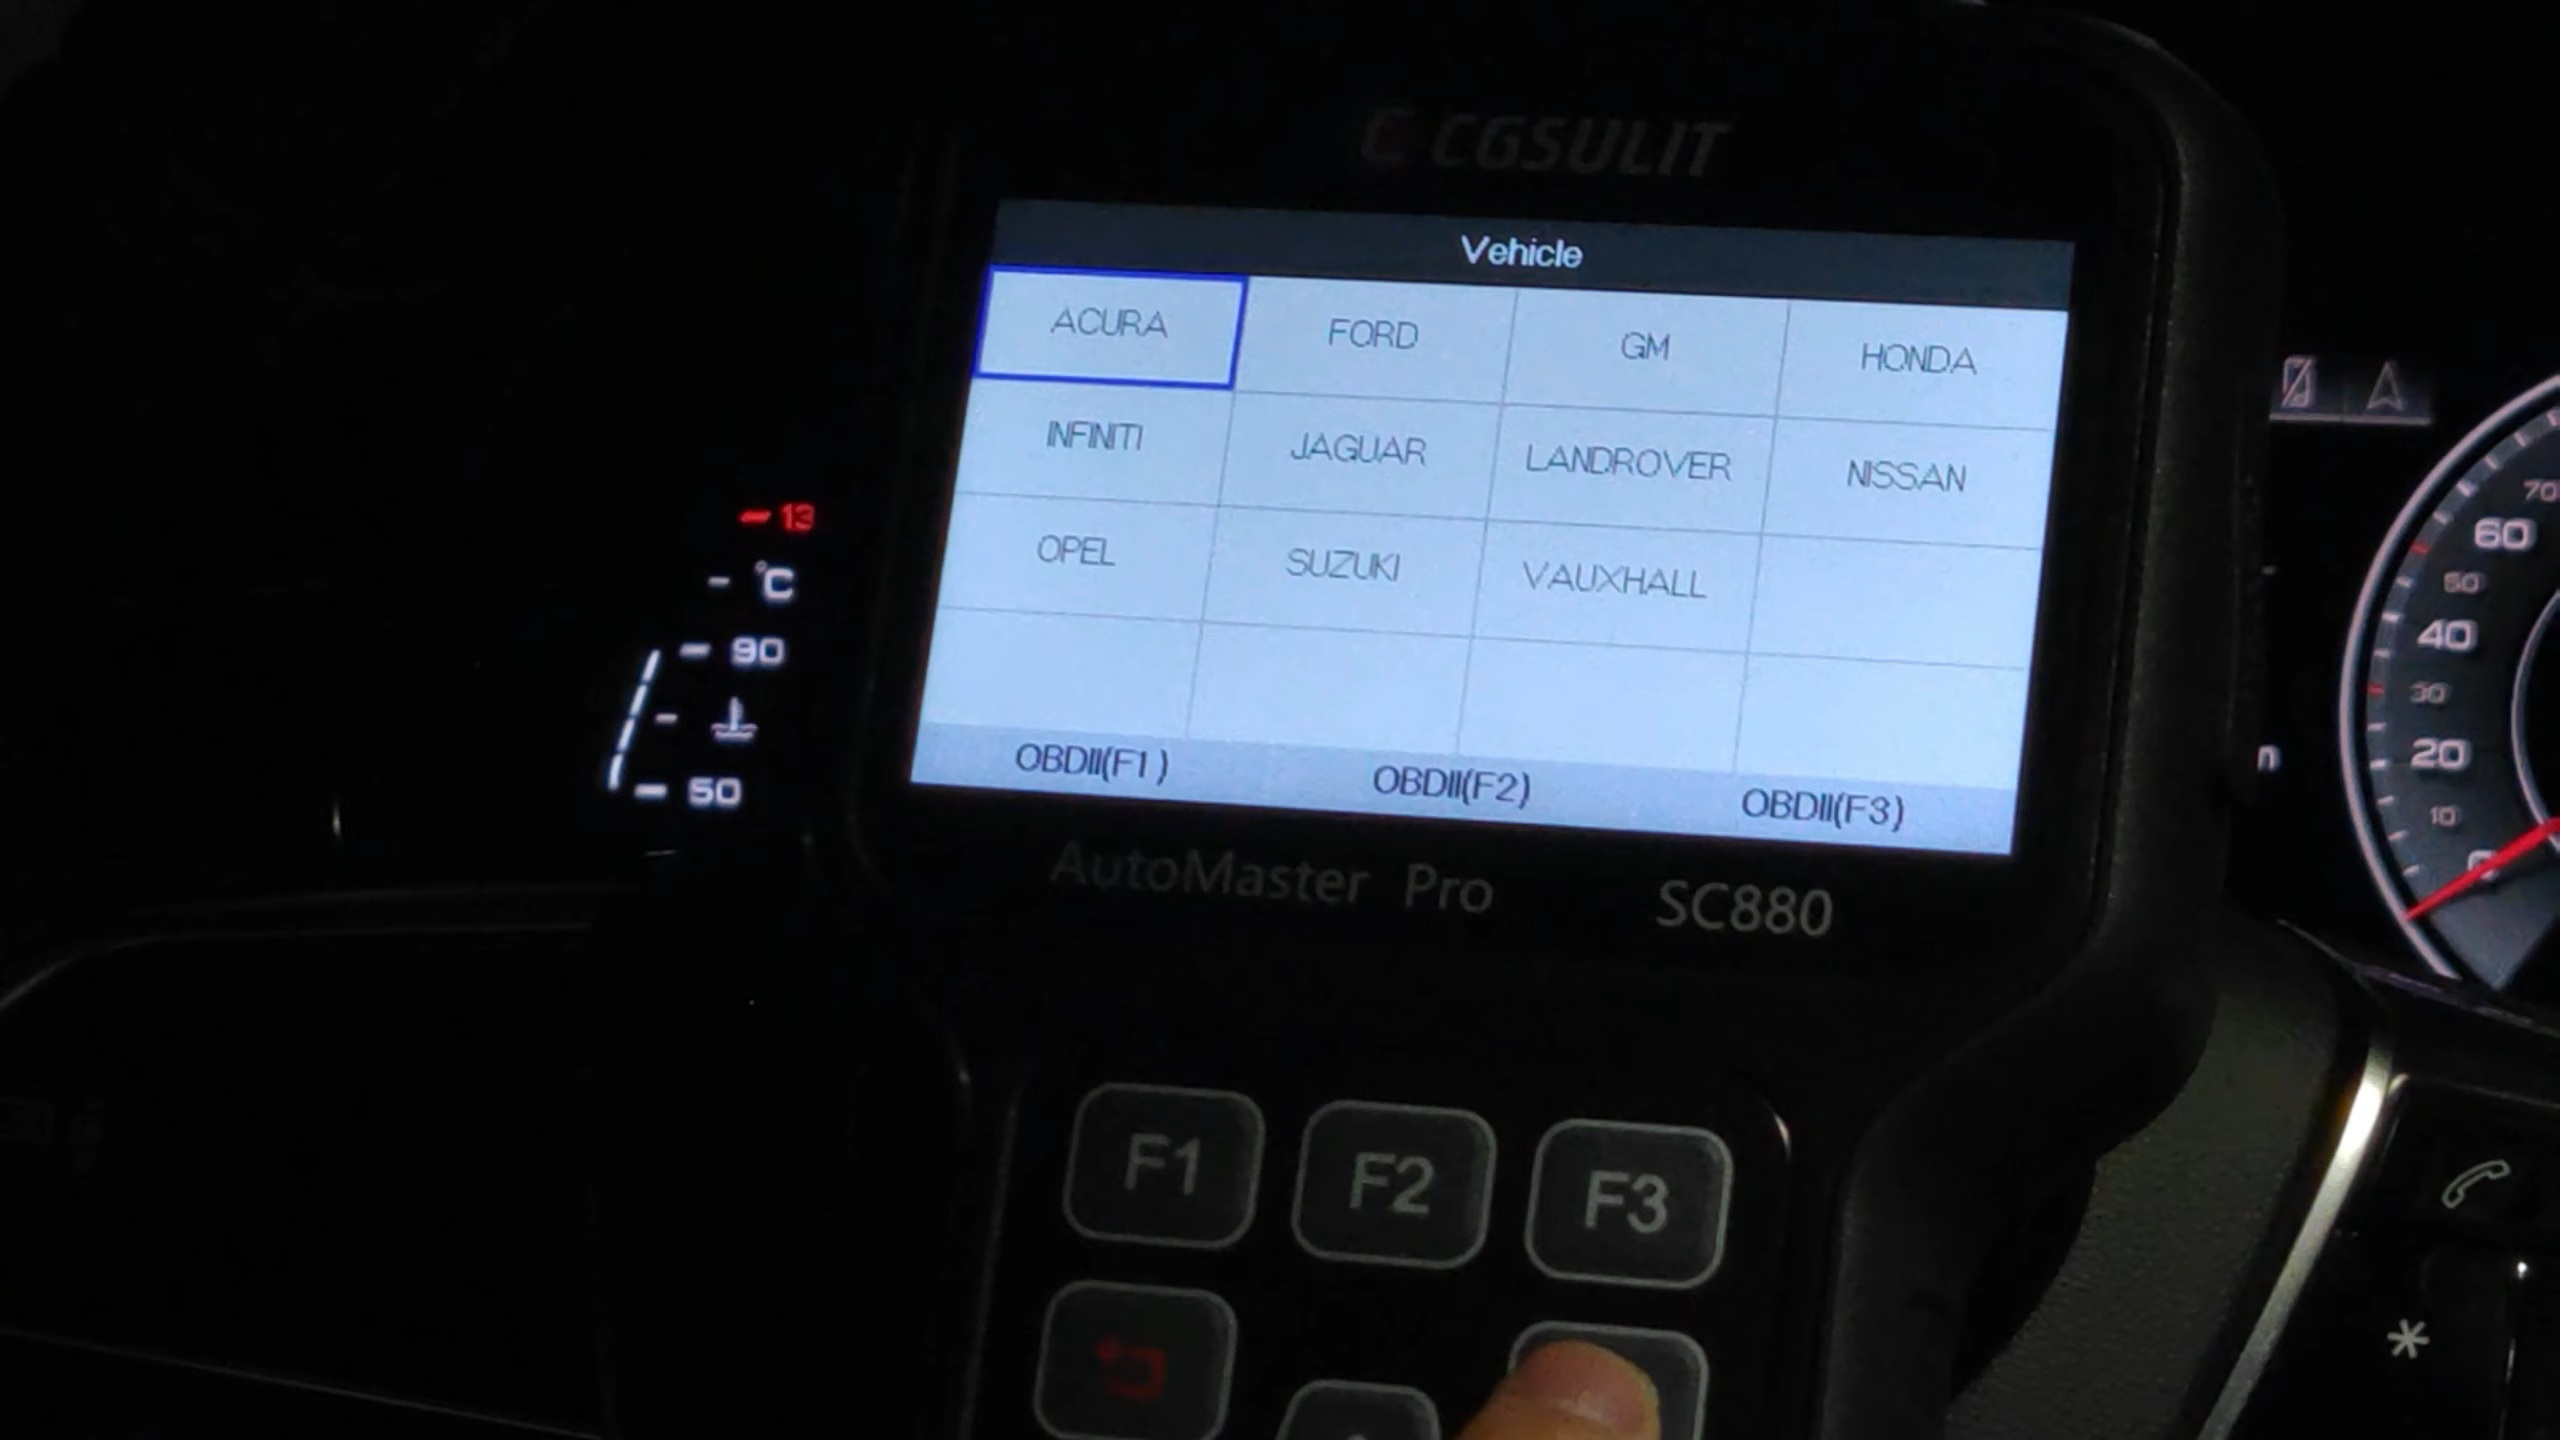 CGSULIT
Vehicle
ACURA FORD GM HONDA
INFINITI JAGUAR LANDROVER NISSAN
OPEL SUZUKI VAUXHALL
OBDII(F1) OBDII(F2) OBDII(F3)
AutoMaster Pro SC880
F1 F2 F3
13
°C
90
50
70
60
50
40
30
20
10
0
n
*